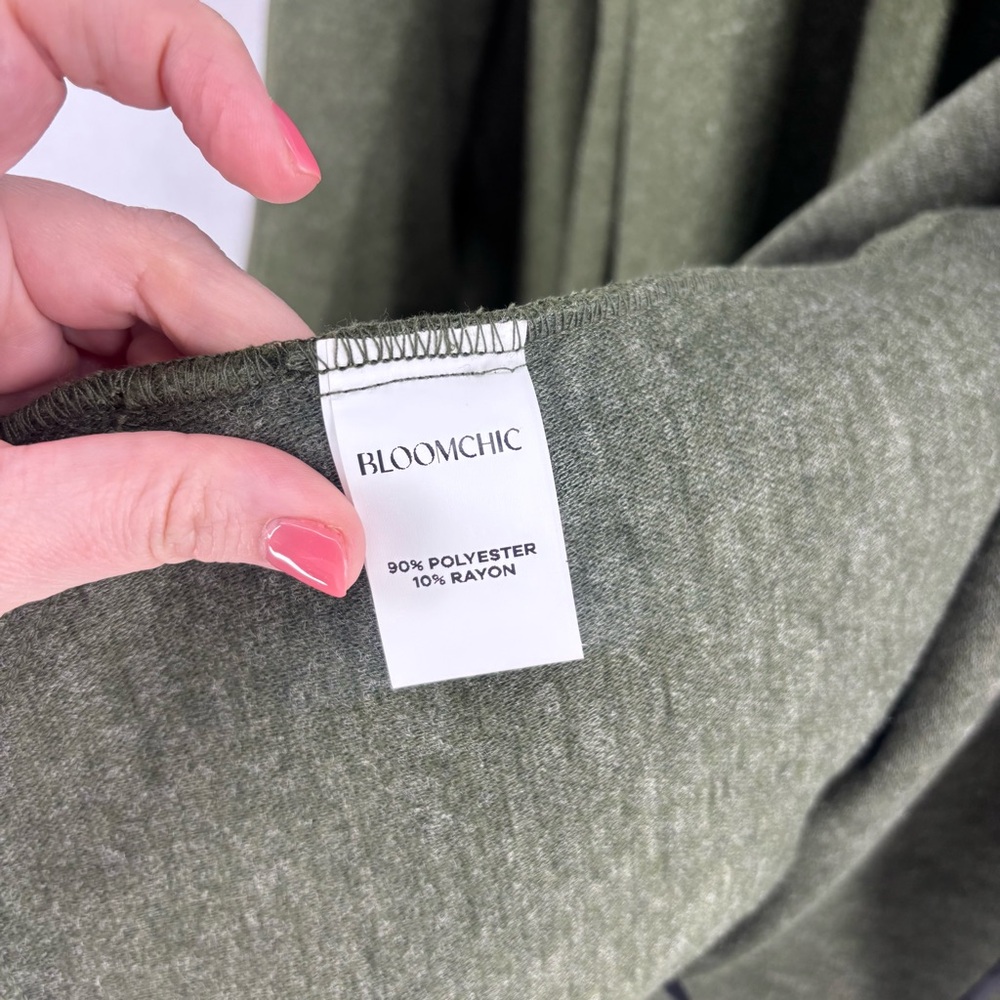 BLOOMCHIC
90% POLYESTER
10% RAYON